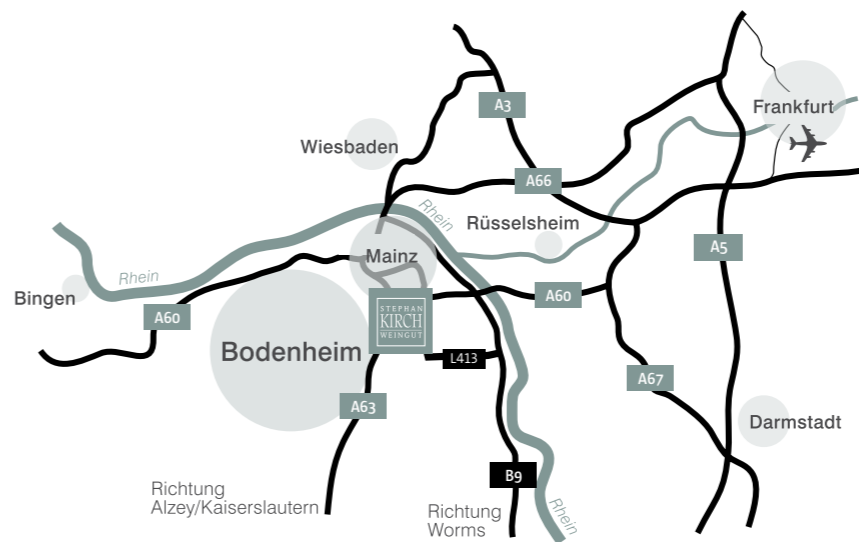 A3
Frankfurt
Wiesbaden
A66
Rhein
Rüsselsheim
Mainz
A5
Rhein
Bingen
A60
A60
STEPHAN
KIRCH
WEINGUT
Bodenheim
L413
A67
A63
Darmstadt
B9
Richtung
Alzey/Kaiserslautern
Richtung
Worms
Rhein